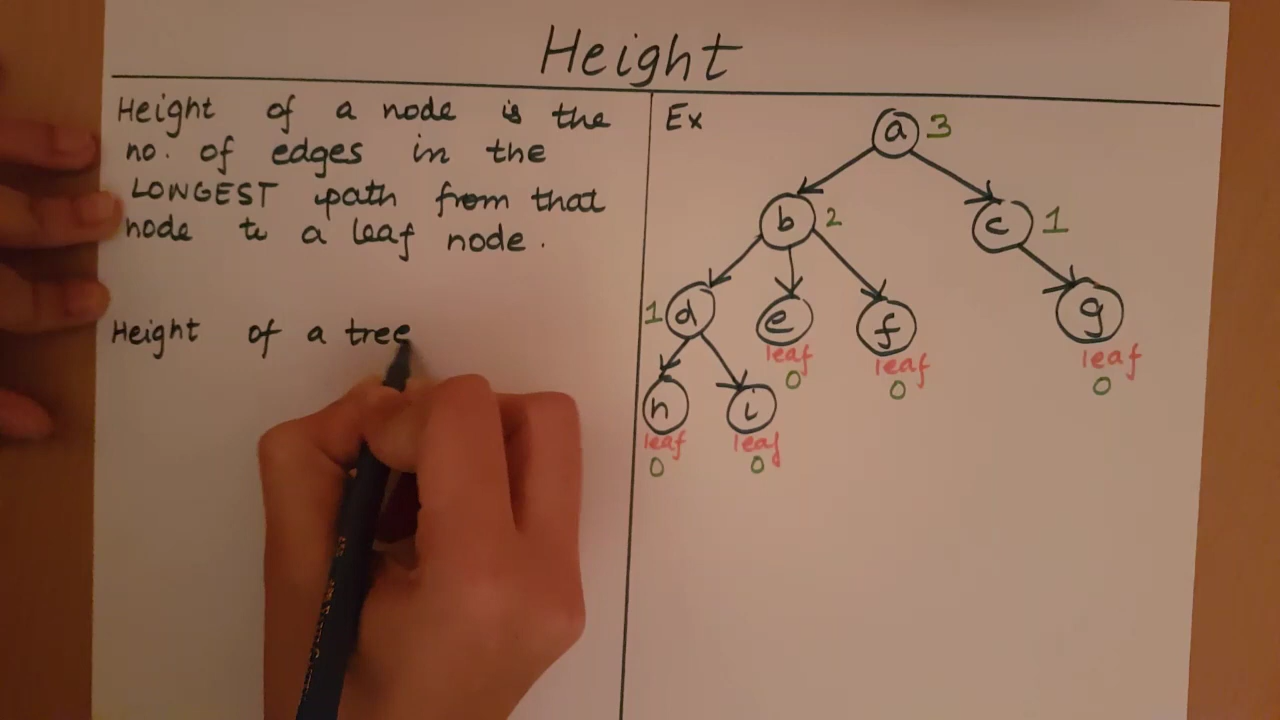 Height
Height of a node is the
no. of edges in the
LONGEST path from that
node to a leaf node.
Height of a tree
Ex
a 3
b 2
c 1
1 d
e
f
g
leaf
leaf
leaf
0
0
0
h
i
leaf
leaf
0
0